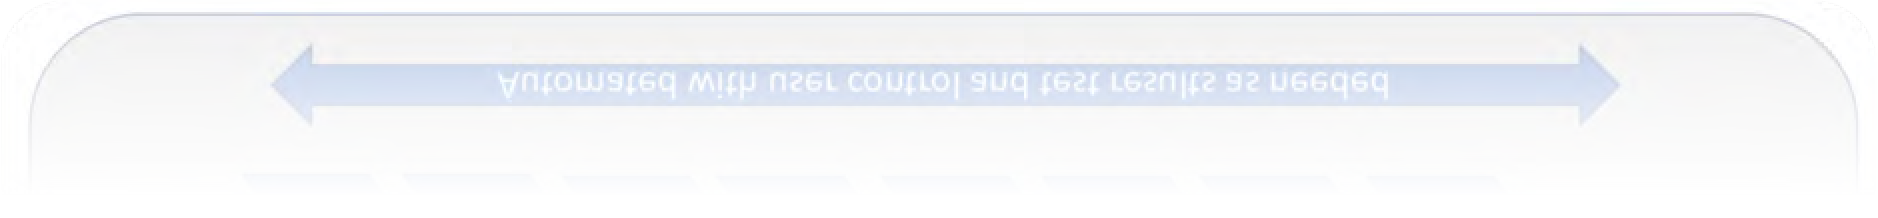 Automated with user control and test results as needed